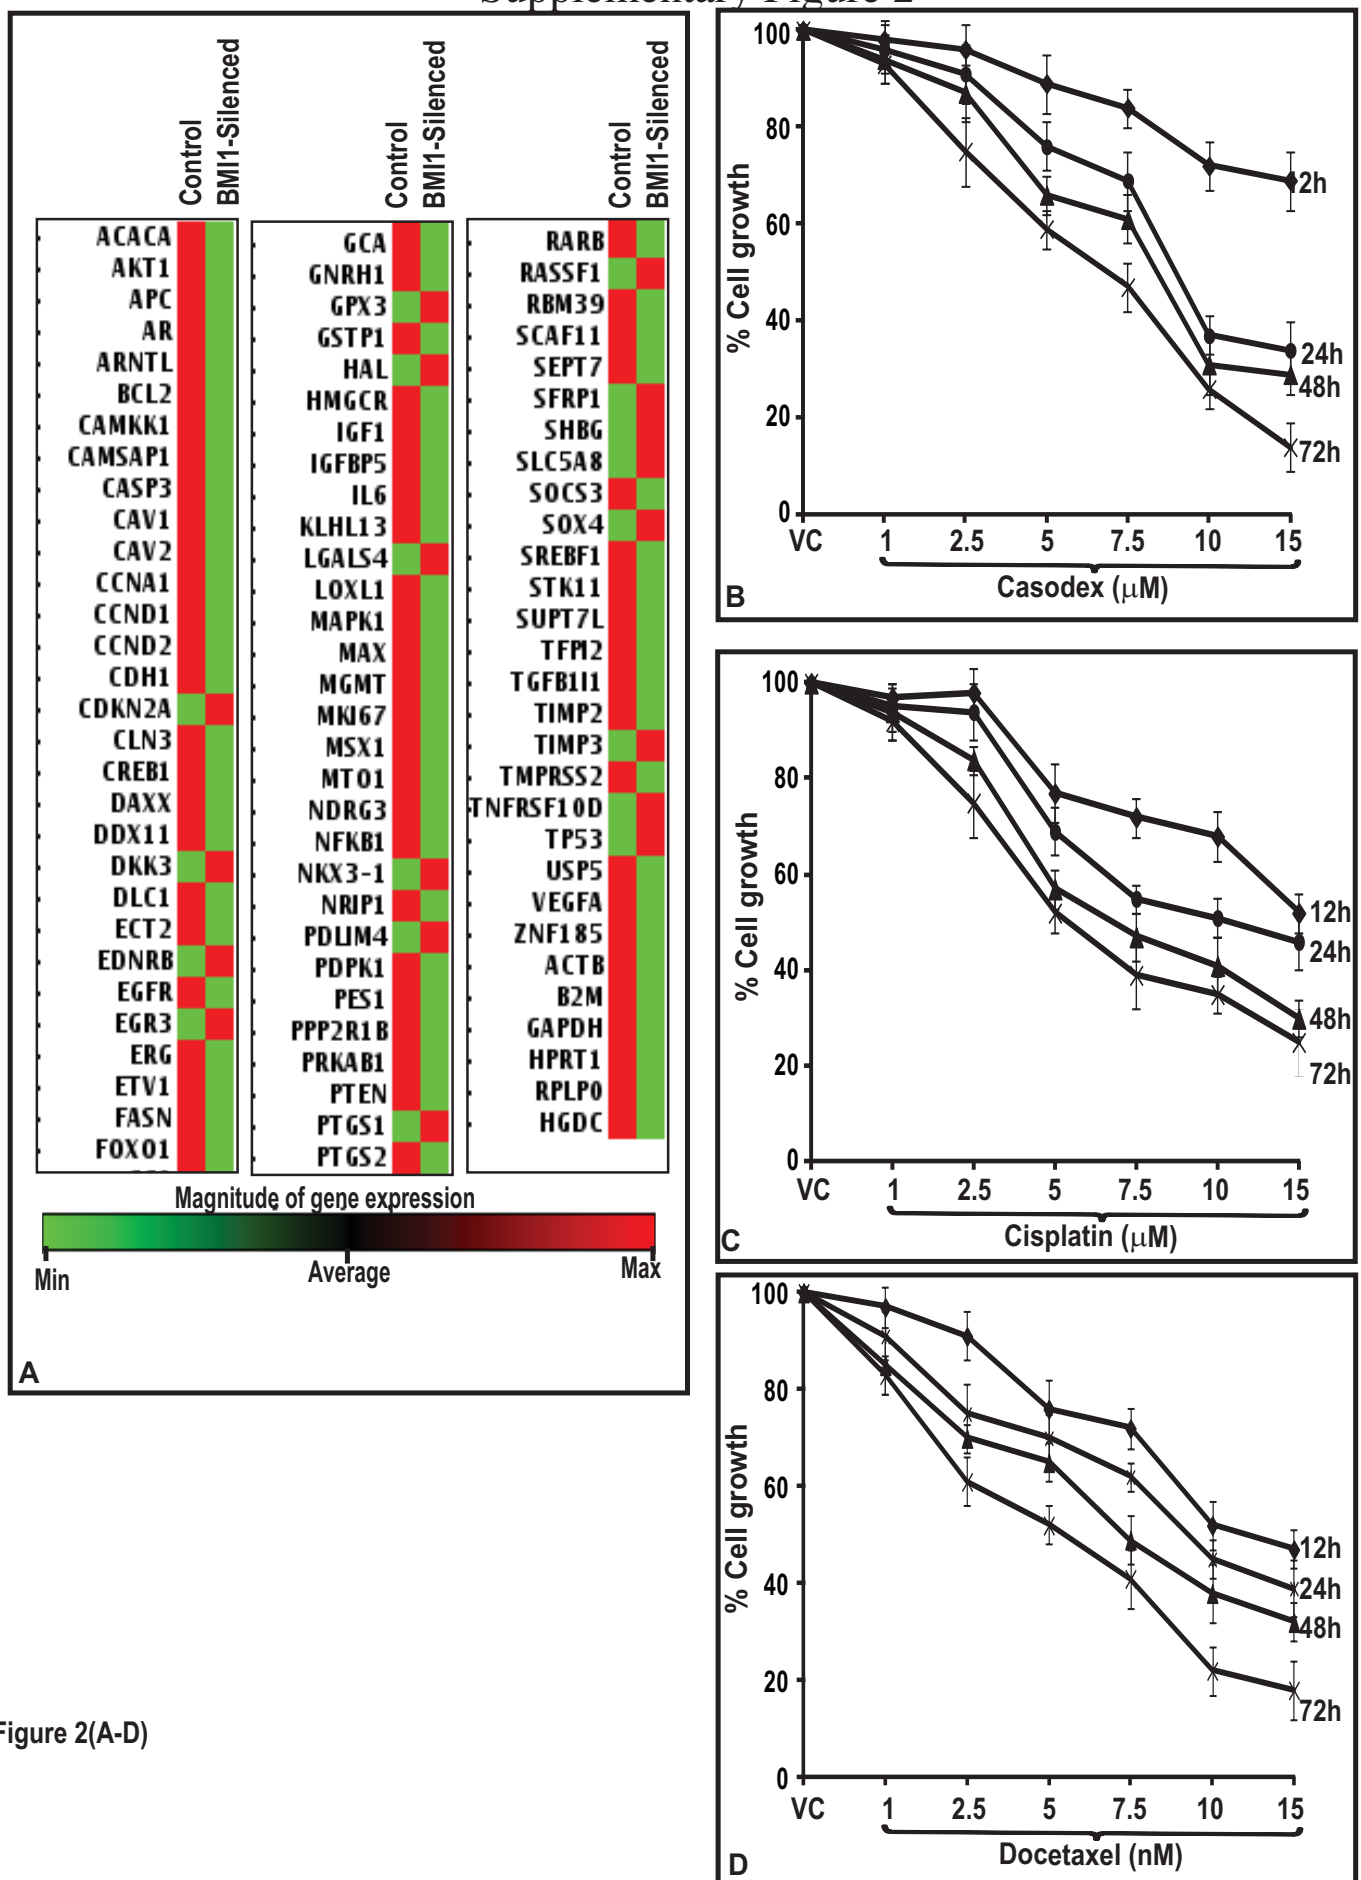 Supplementary Figure 2
Control
BMI1-Silenced
ACACA
AKT1
APC
AR
ARNTL
BCL2
CAMKK1
CAMSAP1
CASP3
CAV1
CAV2
CCNA1
CCND1
CCND2
CDH1
CDKN2A
CLN3
CREB1
DAXX
DDX11
DKK3
DLC1
ECT2
EDNRB
EGFR
EGR3
ERG
ETV1
FASN
FOXO1
Control
BMI1-Silenced
GCA
GNRH1
GPX3
GSTP1
HAL
HMGCR
IGF1
IGFBP5
IL6
KLHL13
LGALS4
LOXL1
MAPK1
MAX
MGMT
MKI67
MSX1
MTO1
NDRG3
NFKB1
NKX3-1
NRIP1
PDLIM4
PDPK1
PES1
PPP2R1B
PRKAB1
PTEN
PTGS1
PTGS2
Control
BMI1-Silenced
RARB
RASSF1
RBM39
SCAF11
SEPT7
SFRP1
SHBG
SLC5A8
SOCS3
SOX4
SREBF1
STK11
SUPT7L
TFPI2
TGFB1I1
TIMP2
TIMP3
TMPRSS2
TNFRSF10D
TP53
USP5
VEGFA
ZNF185
ACTB
B2M
GAPDH
HPRT1
RPLP0
HGDC
Magnitude of gene expression
Min Average Max
A
100
80
60
40
20
0
% Cell growth
2h
24h
48h
72h
VC 1 2.5 5 7.5 10 15
Casodex (µM)
B
100
80
60
40
20
0
% Cell growth
12h
24h
48h
72h
VC 1 2.5 5 7.5 10 15
Cisplatin (µM)
C
100
80
60
40
20
0
% Cell growth
12h
24h
48h
72h
VC 1 2.5 5 7.5 10 15
Docetaxel (nM)
D
Figure 2(A-D)